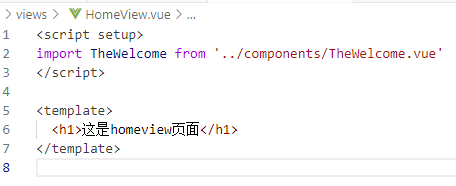 views > HomeView.vue > ...
1 <script setup>
2 import TheWelcome from '../components/TheWelcome.vue'
3 </script>
4
5 <template>
6 <h1>这是homeview页面</h1>
7 </template>
8